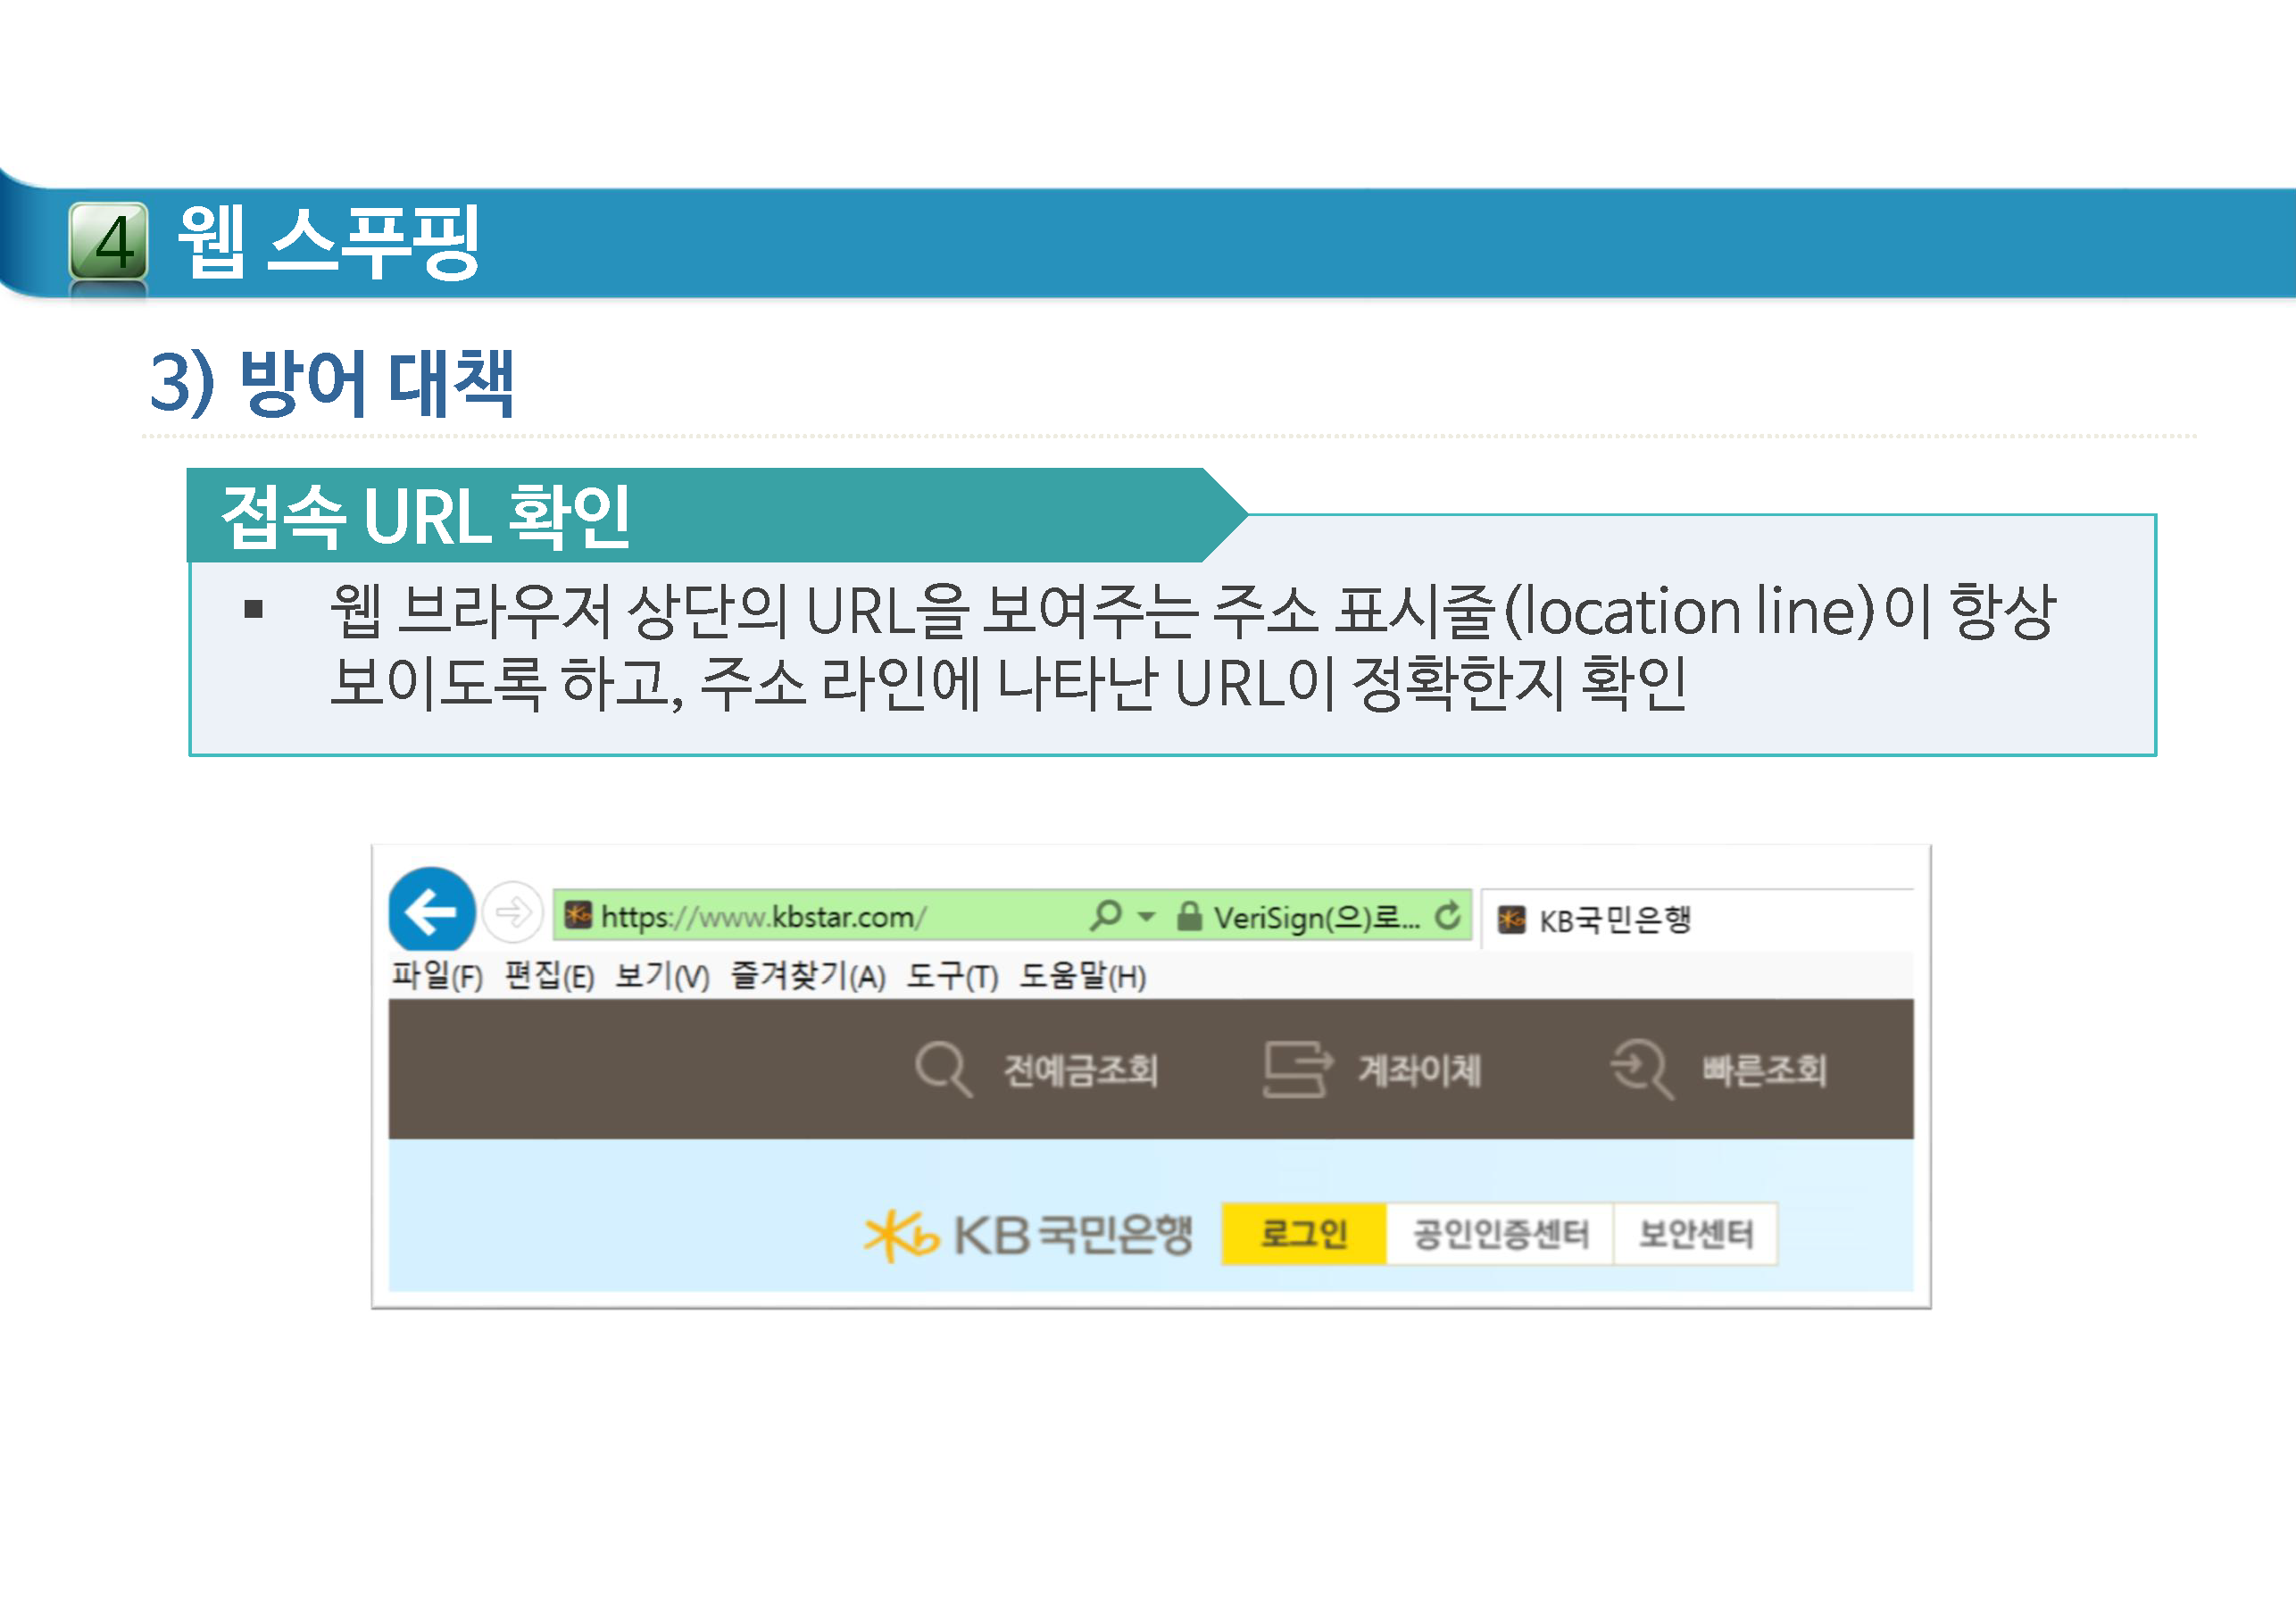 4 웹 스푸핑
3) 방어 대책
접속 URL 확인
▪ 웹 브라우저 상단의 URL을 보여주는 주소 표시줄(location line)이 항상
보이도록 하고, 주소 라인에 나타난 URL이 정확한지 확인
https://www.kbstar.com/ VeriSign(으)로... KB국민은행
파일(F) 편집(E) 보기(V) 즐겨찾기(A) 도구(T) 도움말(H)
전예금조회 계좌이체 빠른조회
KB국민은행 로그인 공인인증센터 보안센터